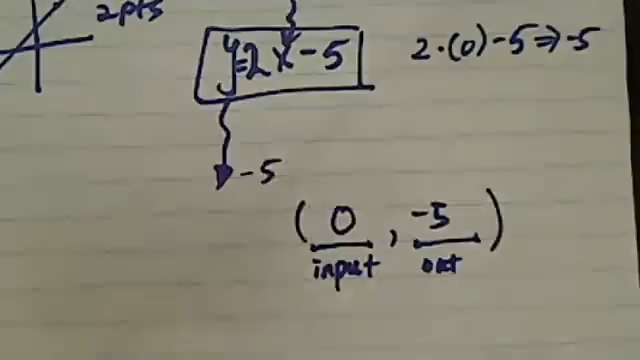 2pts
y=2x-5
2·(0)-5⇒-5
-5
(0, -5)
input out